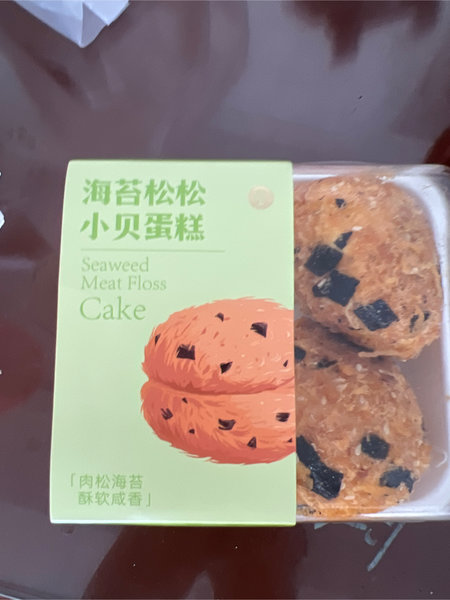 海苔松松
小贝蛋糕
Seaweed
Meat Floss
Cake
「肉松海苔
酥软咸香」